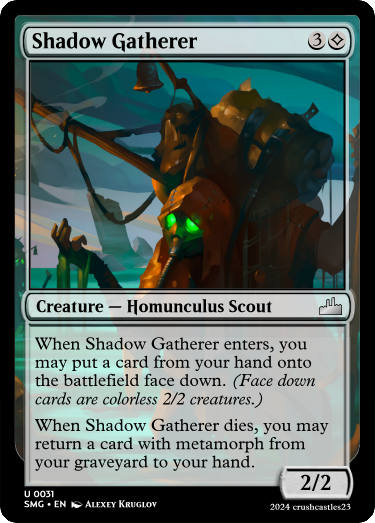 Shadow Gatherer 3
Creature — Homunculus Scout
When Shadow Gatherer enters, you
may put a card from your hand onto
the battlefield face down. (Face down
cards are colorless 2/2 creatures.)
When Shadow Gatherer dies, you may
return a card with metamorph from
your graveyard to your hand.
2/2
U 0031
SMG • EN Alexey Kruglov
2024 crushcastles23